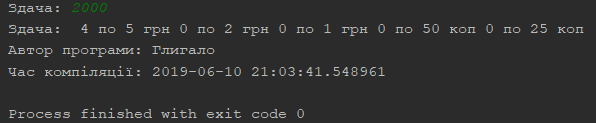 Здача: 2000
Здача:  4 по 5 грн 0 по 2 грн 0 по 1 грн 0 по 50 коп 0 по 25 коп
Автор програми: Глигало
Час компіляції: 2019-06-10 21:03:41.548961
Process finished with exit code 0